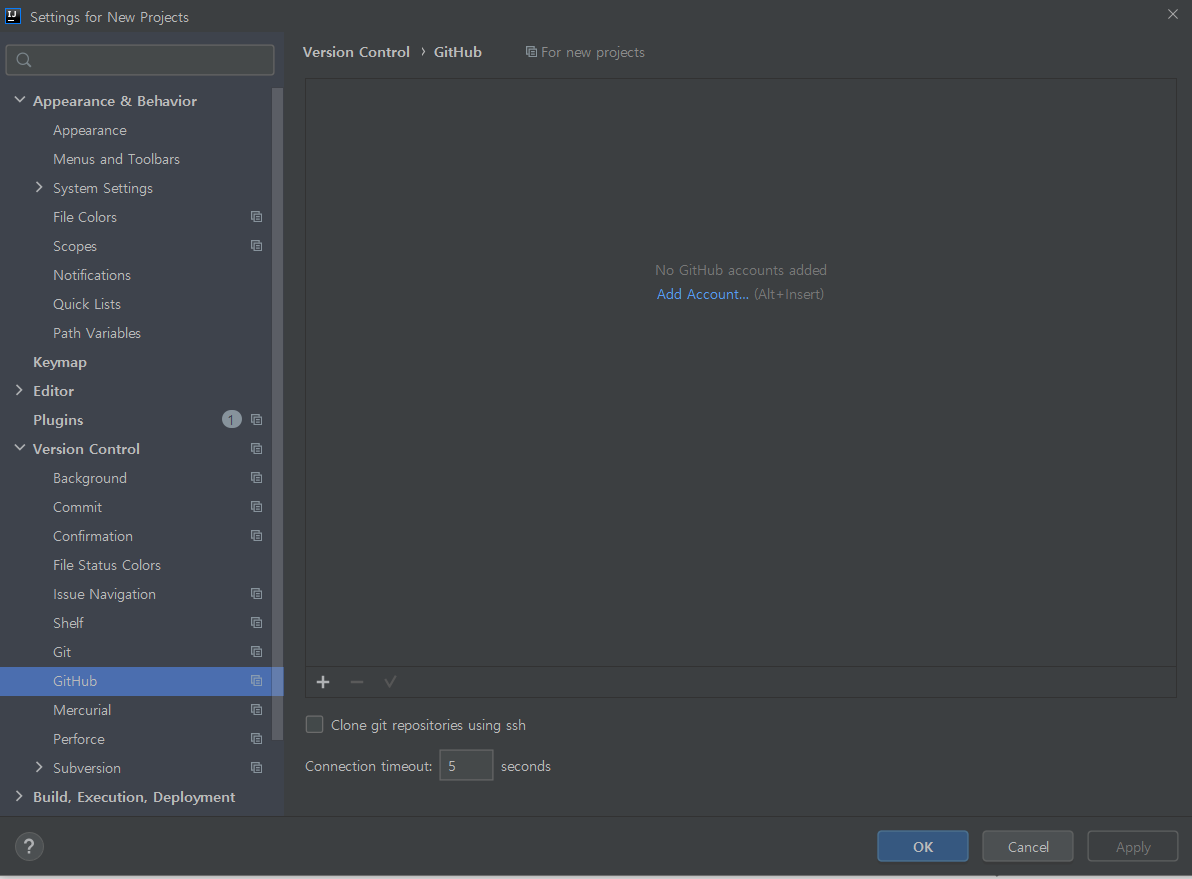 Settings for New Projects
Version Control › GitHub For new projects
Appearance & Behavior
Appearance
Menus and Toolbars
System Settings
File Colors
Scopes
Notifications
Quick Lists
Path Variables
Keymap
Editor
Plugins 1
Version Control
Background
Commit
Confirmation
File Status Colors
Issue Navigation
Shelf
Git
GitHub
Mercurial
Perforce
Subversion
Build, Execution, Deployment
No GitHub accounts added
Add Account... (Alt+Insert)
Clone git repositories using ssh
Connection timeout: 5 seconds
? OK Cancel Apply